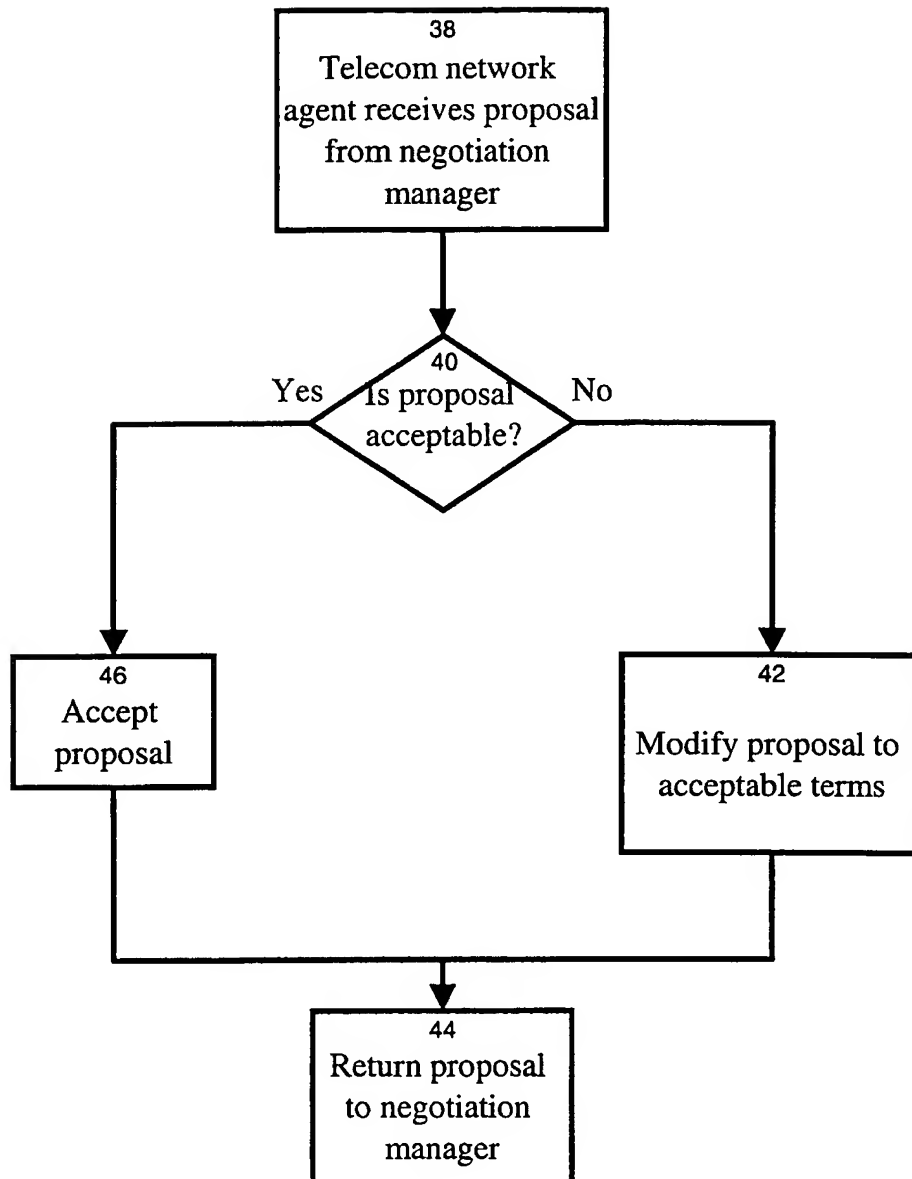 38
Telecom network
agent receives proposal
from negotiation
manager
40
Yes
Is proposal
No
acceptable?
46
Accept
proposal
42
Modify proposal to
acceptable terms
44
Return proposal
to negotiation
manager